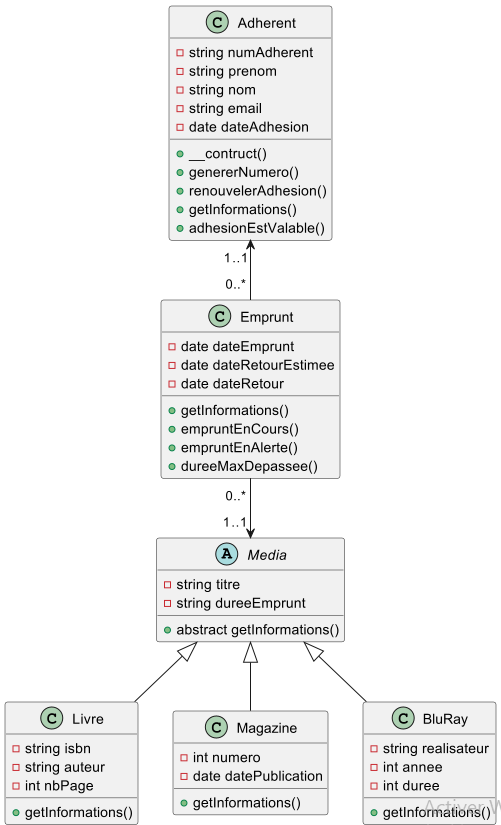 C Adherent
string numAdherent
string prenom
string nom
string email
date dateAdhesion
__contruct()
genererNumero()
renouvelerAdhesion()
getInformations()
adhesionEstValable()
1..1
0..*
C Emprunt
date dateEmprunt
date dateRetourEstimee
date dateRetour
getInformations()
empruntEnCours()
empruntEnAlerte()
dureeMaxDepassee()
0..*
1..1
A Media
string titre
string dureeEmprunt
abstract getInformations()
C Livre
string isbn
string auteur
int nbPage
getInformations()
C Magazine
int numero
date datePublication
getInformations()
C BluRay
string realisateur
int annee
int duree
getInformations()
Activer W